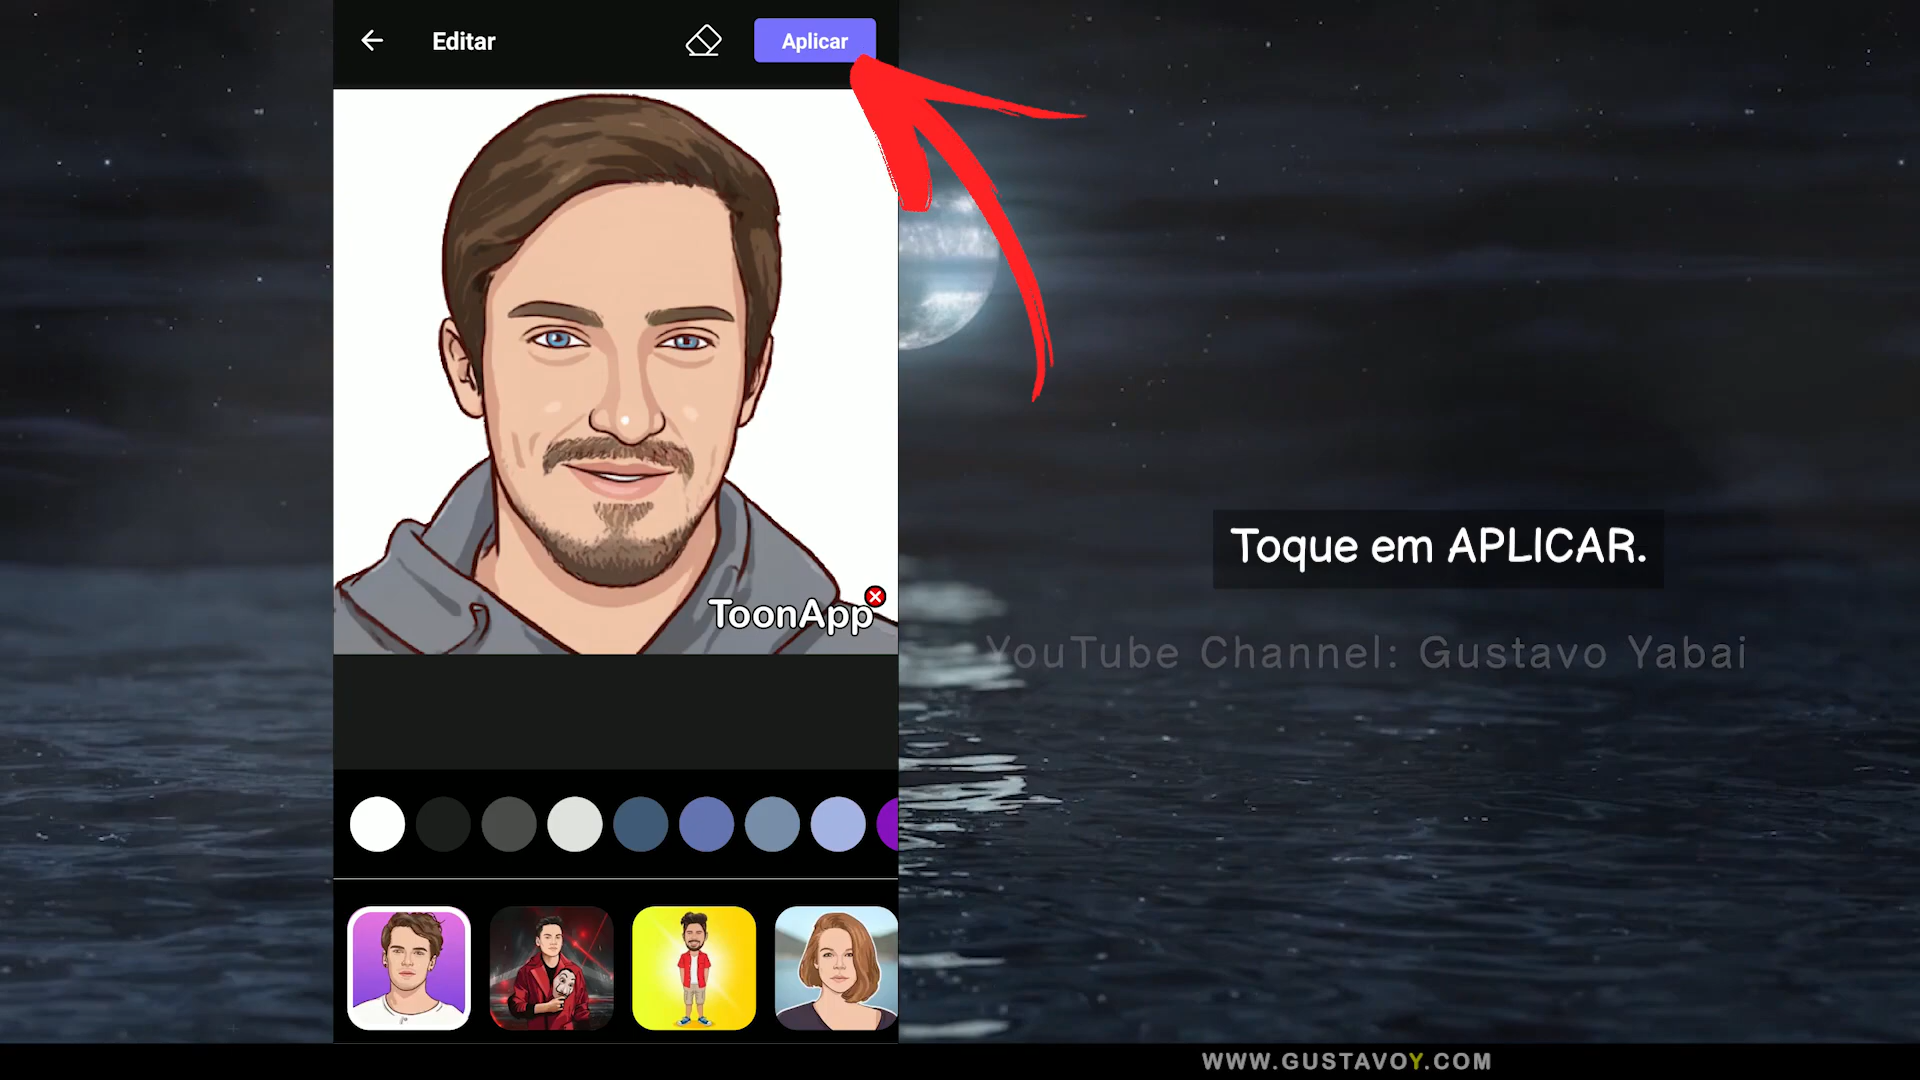 Editar
Aplicar
ToonApp
Toque em APLICAR.
YouTube Channel: Gustavo Yabai
WWW.GUSTAVOY.COM